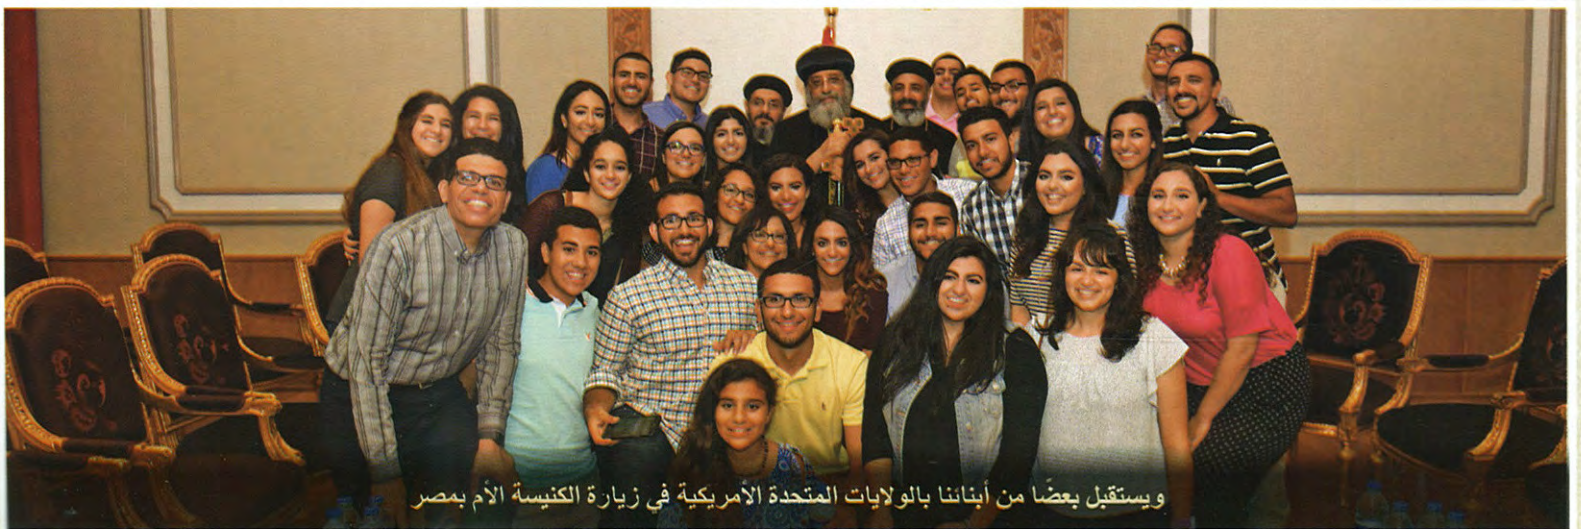 ويستقبل بعضًا من أبنائنا بالولايات المتحدة الأمريكية في زيارة الكنيسة الأم بمصر